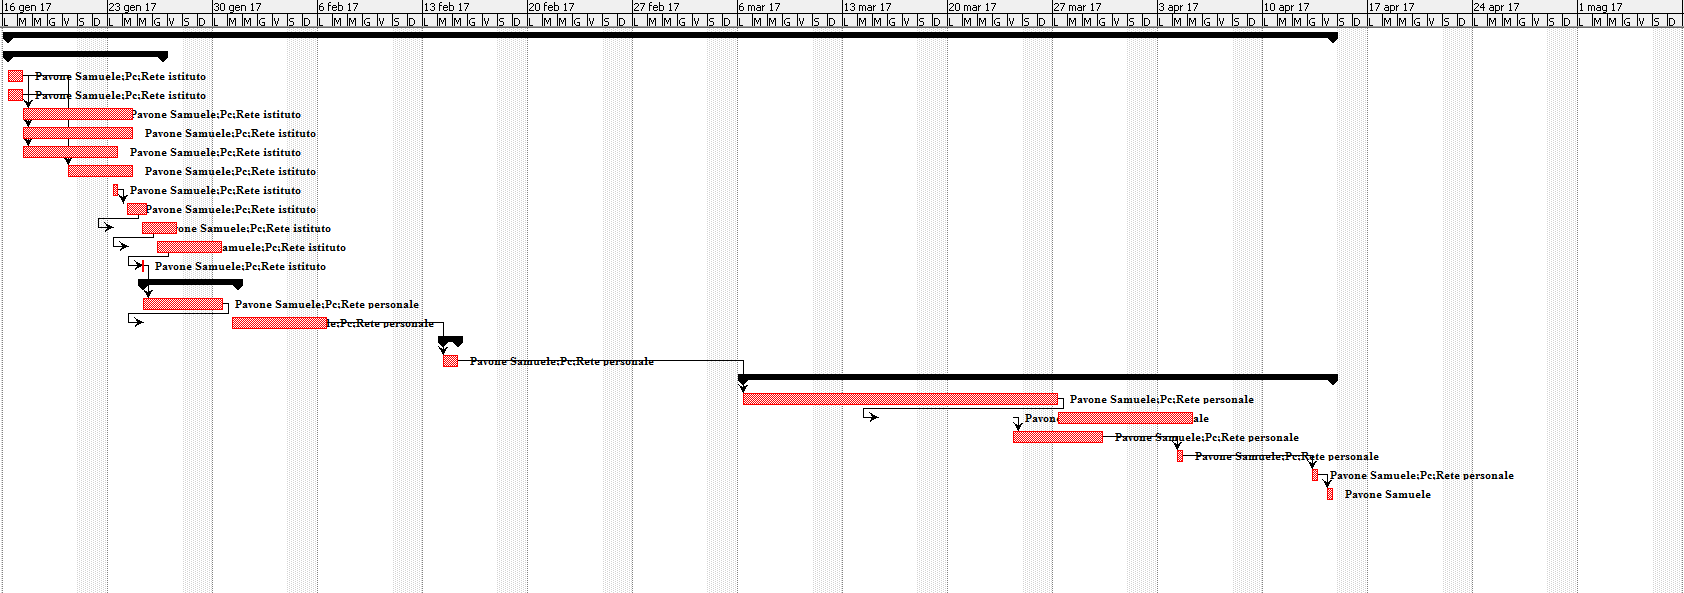 16 gen 17 23 gen 17 30 gen 17 6 feb 17 13 feb 17 20 feb 17 27 feb 17 6 mar 17 13 mar 17 20 mar 17 27 mar 17 3 apr 17 10 apr 17 17 apr 17 24 apr 17 1 mag 17
L M M G V S D L M M G V S D L M M G V S D L M M G V S D L M M G V S D L M M G V S D L M M G V S D L M M G V S D L M M G V S D L M M G V S D L M M G V S D L M M G V S D L M M G V S D L M M G V S D L M M G V S D L M M G V S D
Pavone Samuele;Pc;Rete istituto
Pavone Samuele;Pc;Rete istituto
Pavone Samuele;Pc;Rete istituto
Pavone Samuele;Pc;Rete istituto
Pavone Samuele;Pc;Rete istituto
Pavone Samuele;Pc;Rete istituto
Pavone Samuele;Pc;Rete istituto
Pavone Samuele;Pc;Rete istituto
one Samuele;Pc;Rete istituto
amuele;Pc;Rete istituto
Pavone Samuele;Pc;Rete istituto
Pavone Samuele;Pc;Rete personale
le;Pc;Rete personale
Pavone Samuele;Pc;Rete personale
Pavone Samuele;Pc;Rete personale
Pavon ale
Pavone Samuele;Pc;Rete personale
Pavone Samuele;Pc;Rete personale
Pavone Samuele;Pc;Rete personale
Pavone Samuele